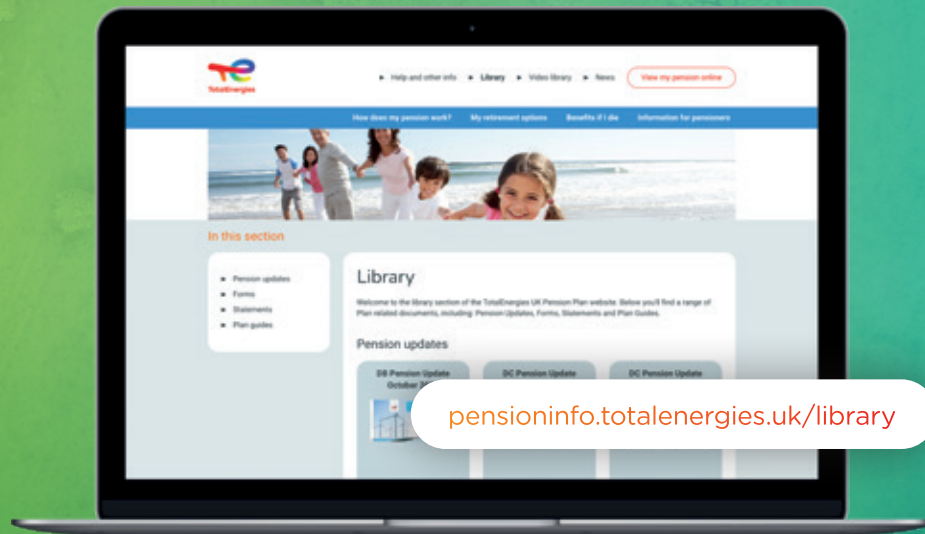 TotalEnergies
Help and other info Library Video library News View my pension online
How does my pension work? My retirement options Benefits if I die Information for pensioners
In this section
Pension updates
Forms
Statements
Plan guides
Library
Welcome to the library section of the TotalEnergies UK Pension Plan website. Below you'll find a range of
Plan related documents, including: Pension Updates, Forms, Statements and Plan Guides.
Pension updates
DB Pension Update
October
DC Pension Update
DC Pension Update
pensioninfo.totalenergies.uk/library